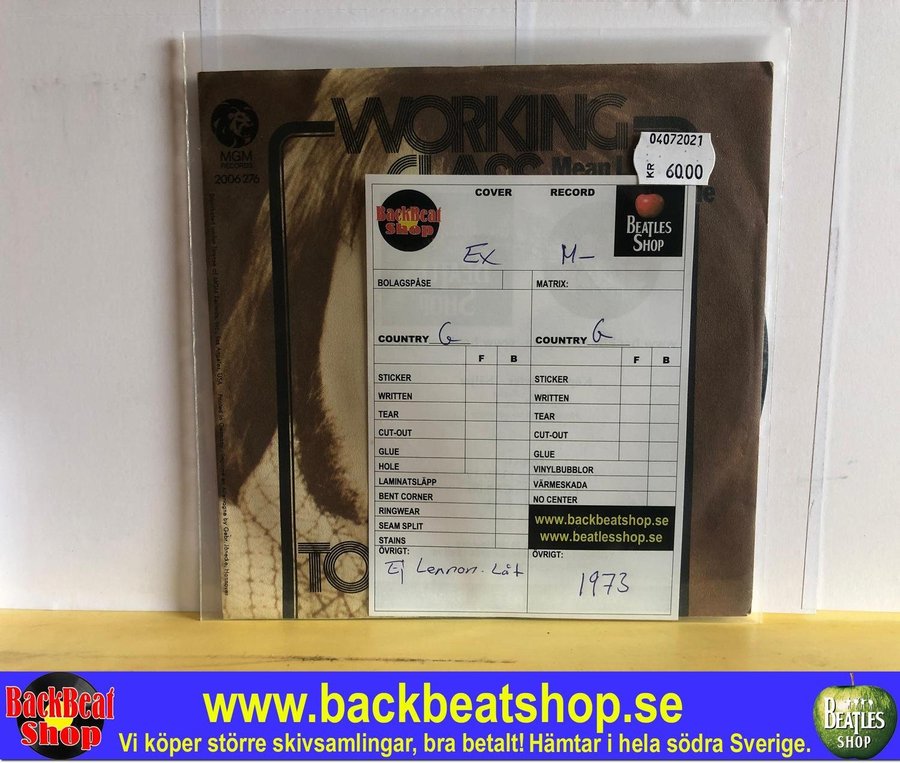 WORKING
CLASS Mean L
MGM
RECORDS
2006 276
04072021
KR 60.00
TO
BackBeat
Shop
COVER RECORD
BEATLES
SHOP
Ex M-
BOLAGSPÅSE MATRIX:
COUNTRY G COUNTRY G
F B F B
STICKER STICKER
WRITTEN WRITTEN
TEAR TEAR
CUT-OUT CUT-OUT
GLUE GLUE
HOLE VINYLBUBBLOR
LAMINATSLÄPP VÄRMESKADA
BENT CORNER NO CENTER
RINGWEAR
SEAM SPLIT
STAINS
www.backbeatshop.se
www.beatlesshop.se
ÖVRIGT: ÖVRIGT:
Ej Lennon-Låt 1973
BackBeat
Shop
www.backbeatshop.se
Vi köper större skivsamlingar, bra betalt! Hämtar i hela södra Sverige.
BEATLES
SHOP